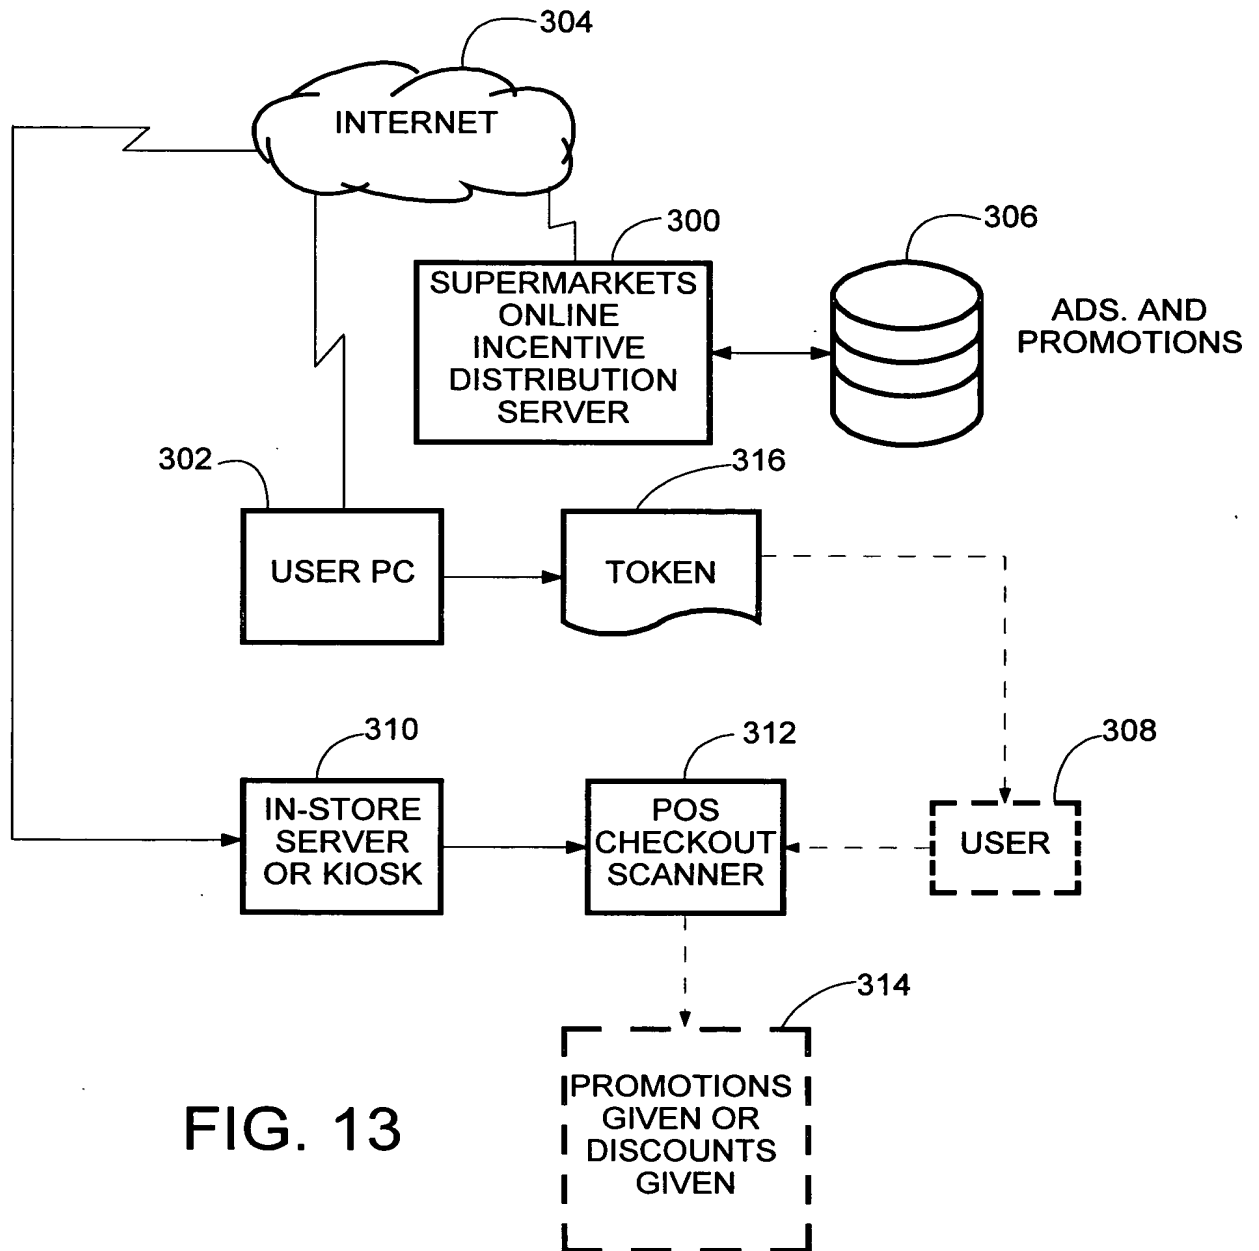 304
INTERNET
300
306
SUPERMARKETS
ONLINE
INCENTIVE
DISTRIBUTION
SERVER
ADS. AND
PROMOTIONS
302
316
USER PC
TOKEN
310
312
308
IN-STORE
SERVER
OR KIOSK
POS
CHECKOUT
SCANNER
USER
314
PROMOTIONS
GIVEN OR
DISCOUNTS
GIVEN
FIG. 13